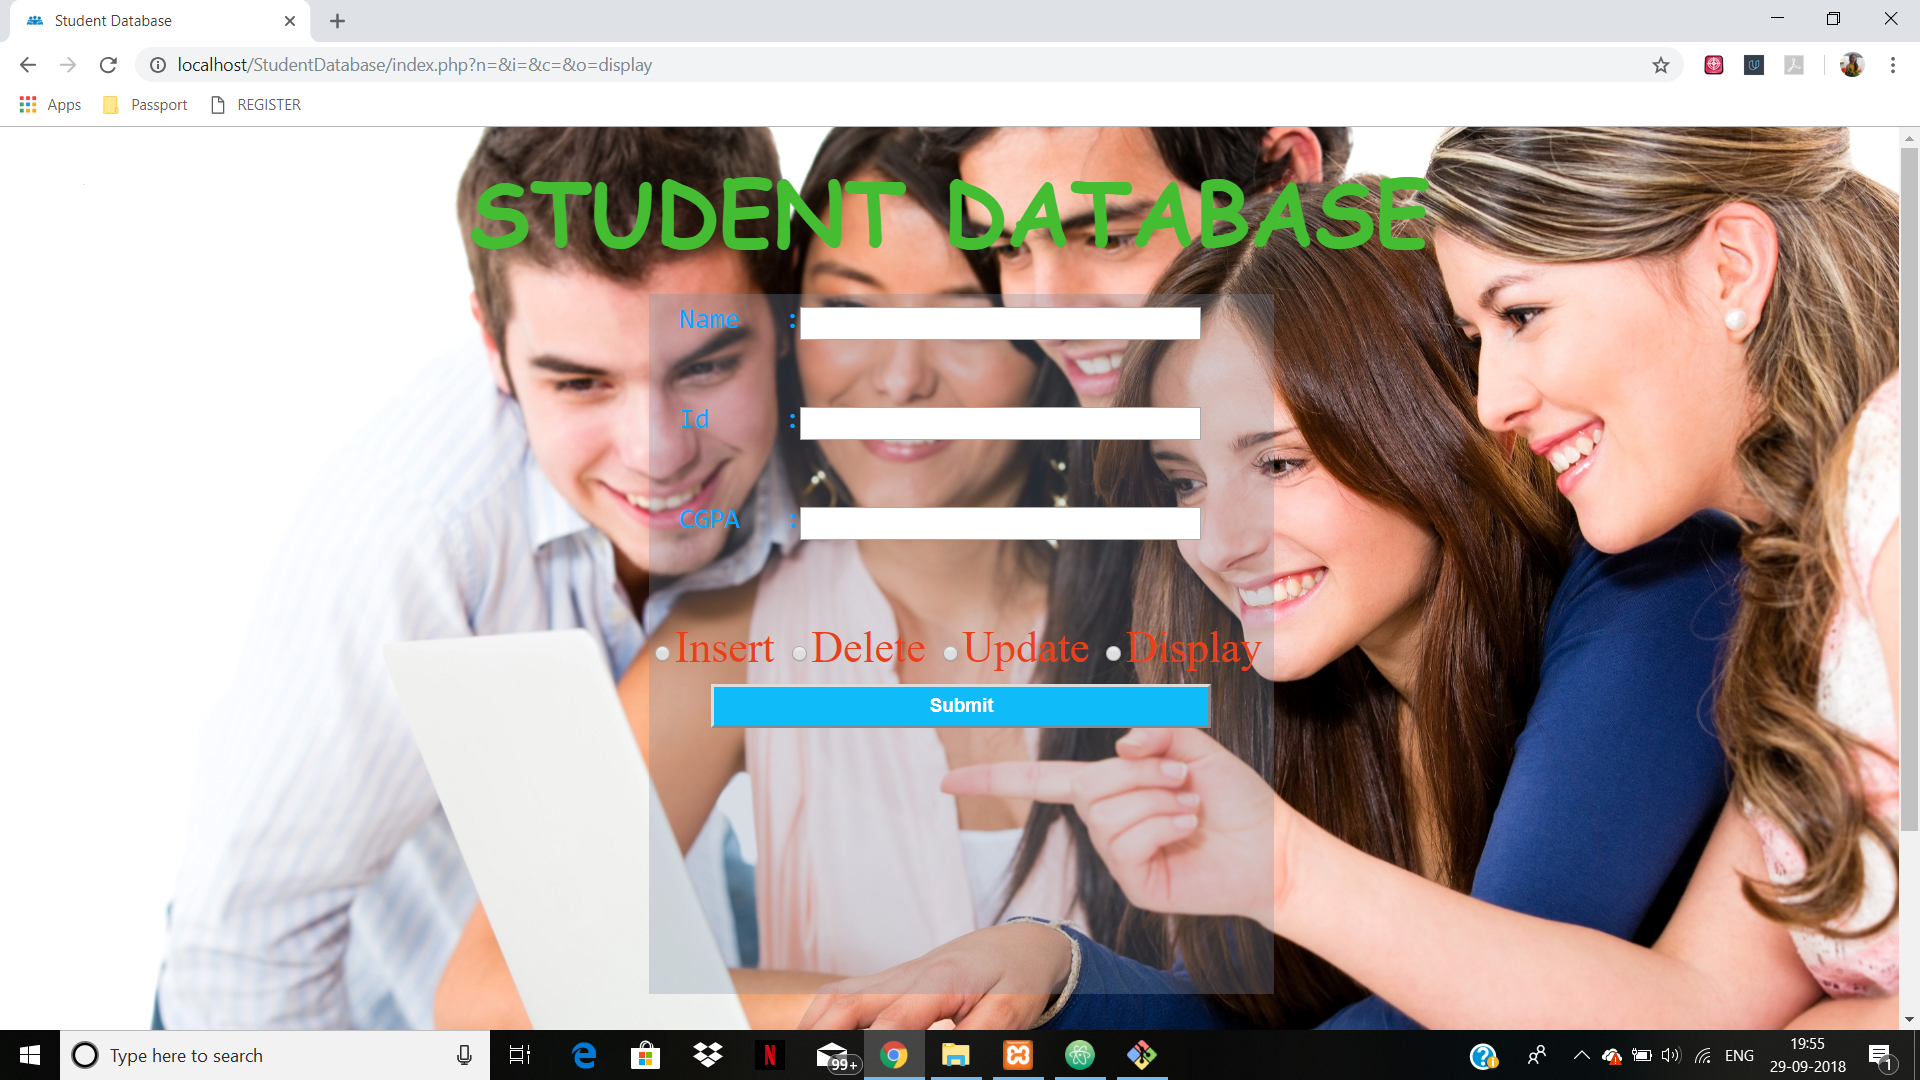 Student Database
localhost/StudentDatabase/index.php?n=&i=&c=&o=display
Apps Passport REGISTER
STUDENT DATABASE
Name :
Id :
CGPA :
Insert Delete Update Display
Submit
Type here to search
99+
ENG
19:55
29-09-2018
1